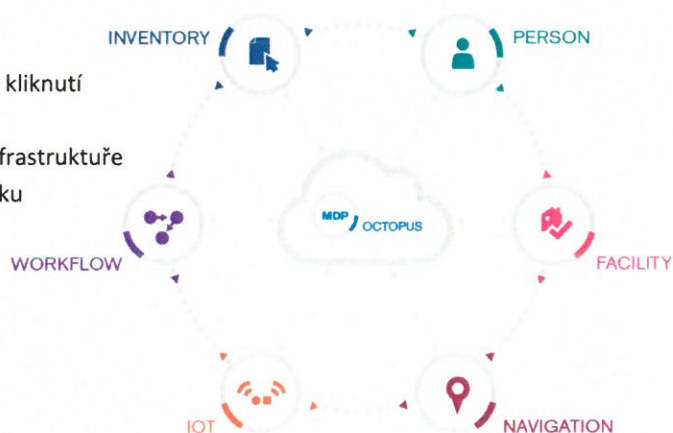 INVENTORY
PERSON
kliknutí
frastruktuře
ku
MDP OCTOPUS
WORKFLOW
FACILITY
IOT
NAVIGATION